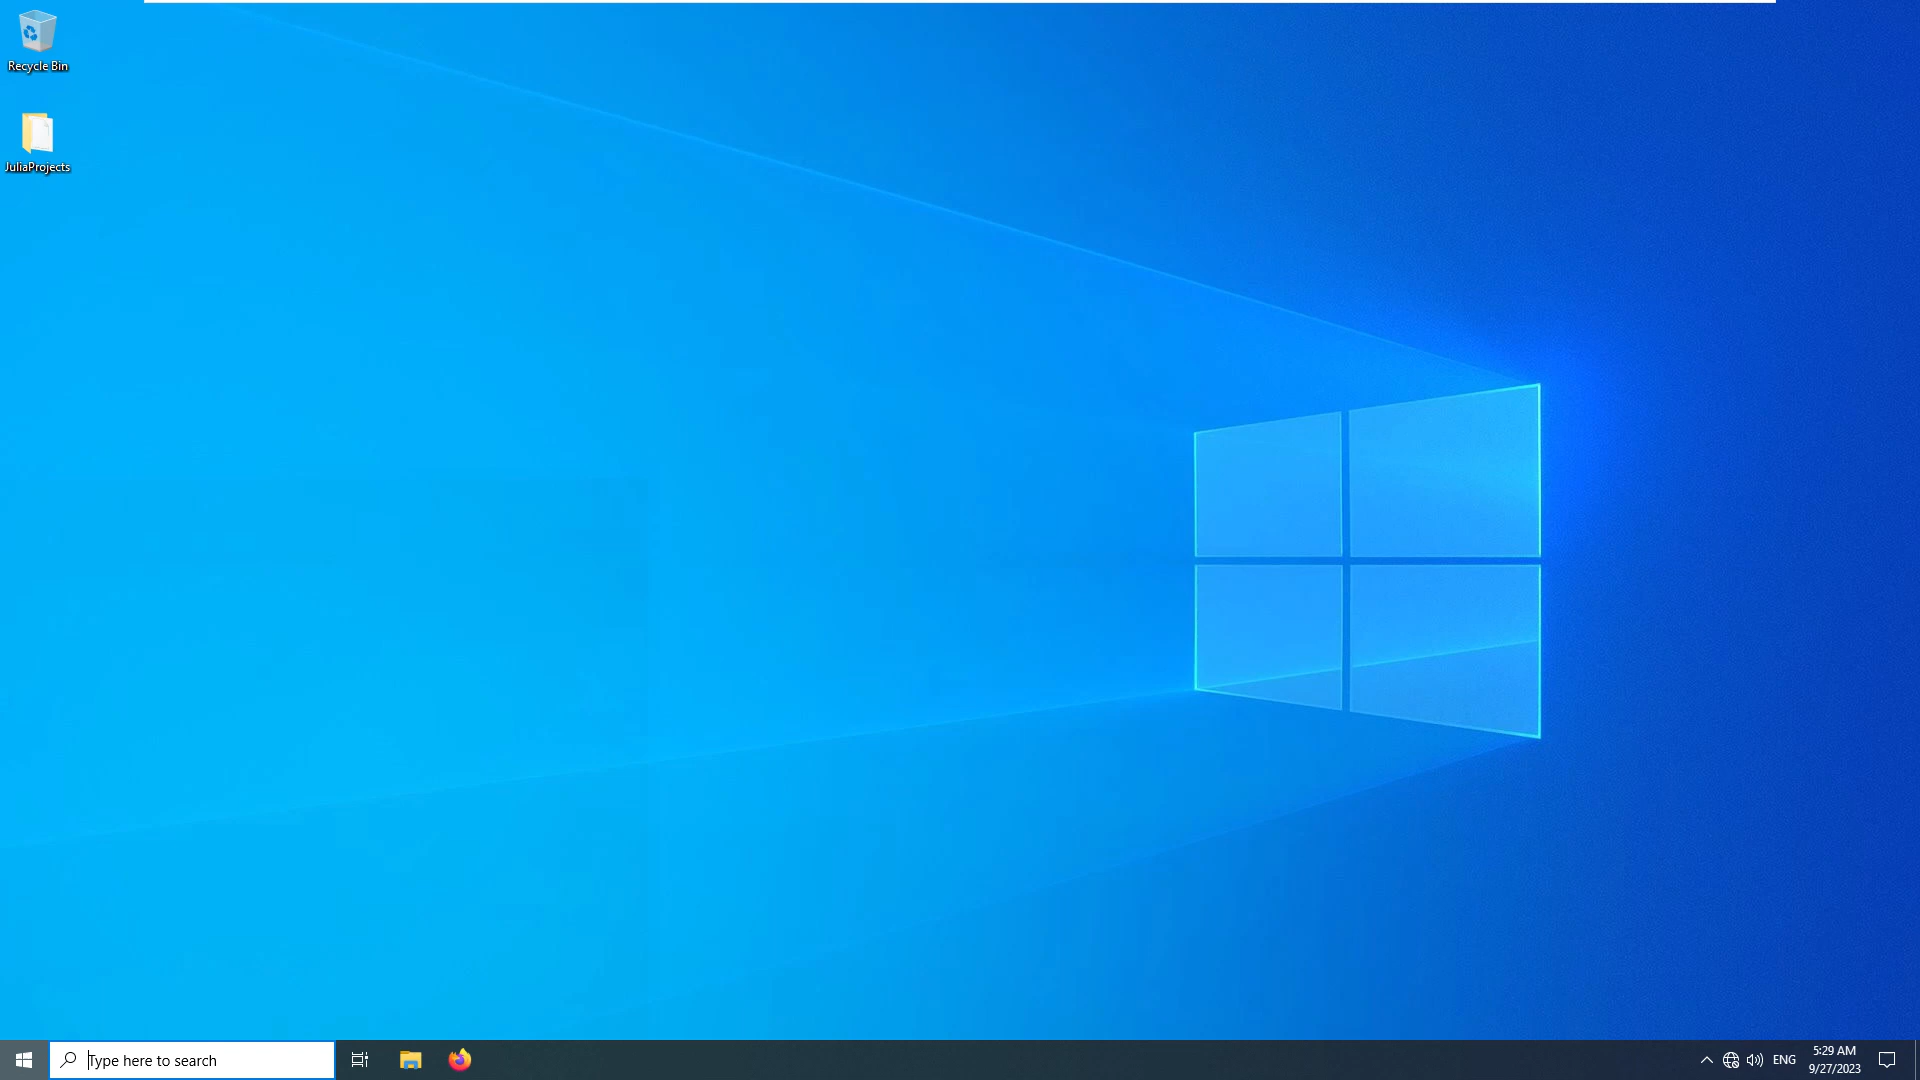 Recycle Bin
JuliaProjects
Type here to search
ENG
5:29 AM
9/27/2023